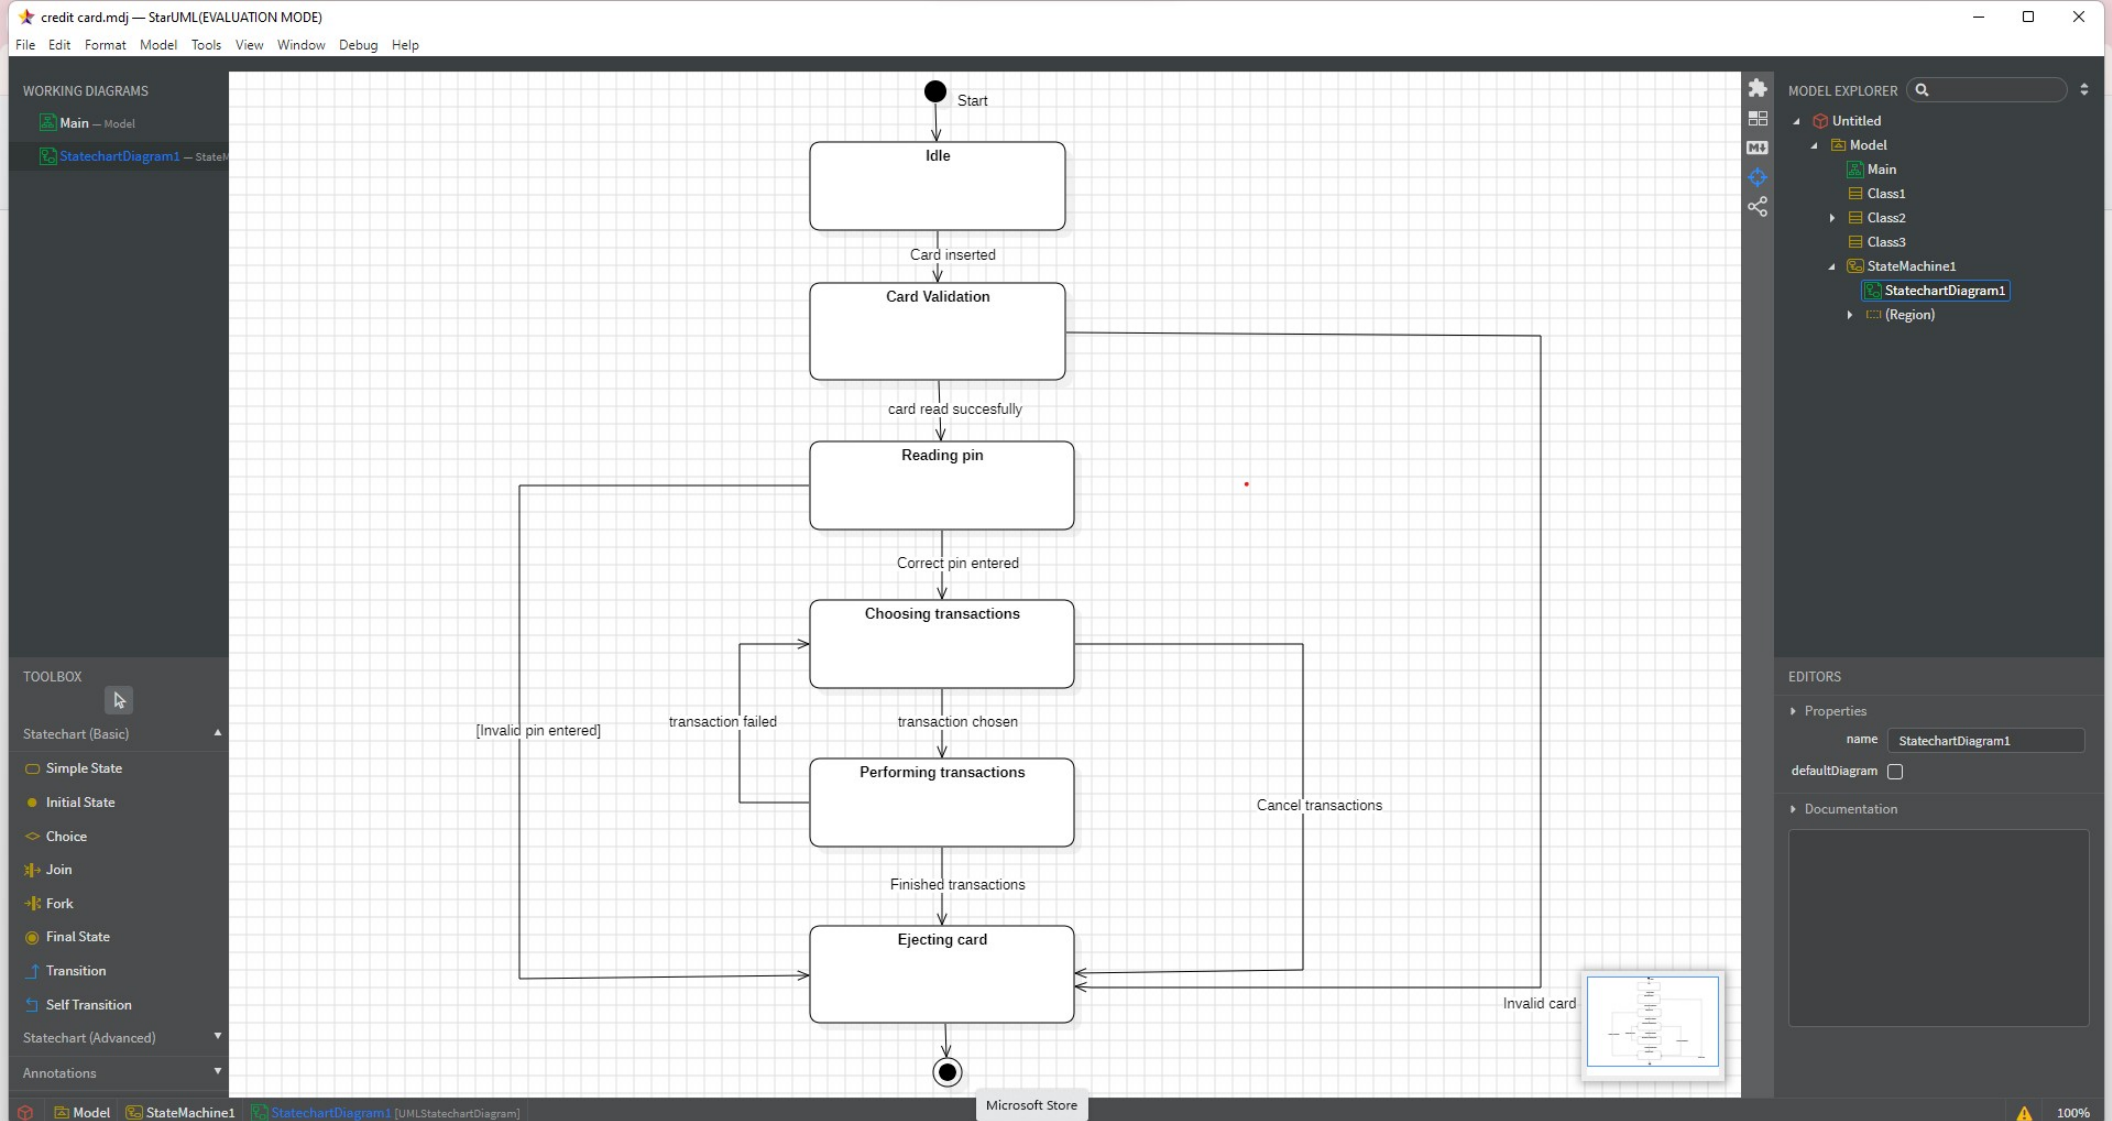 credit card.mdj — StarUML(EVALUATION MODE)
File Edit Format Model Tools View Window Debug Help
WORKING DIAGRAMS
Main — Model
StatechartDiagram1 — StateM
TOOLBOX
Statechart (Basic)
Simple State
Initial State
Choice
Join
Fork
Final State
Transition
Self Transition
Statechart (Advanced)
Annotations
Start
Idle
Card inserted
Card Validation
card read succesfully
Reading pin
Correct pin entered
Choosing transactions
[Invalid pin entered]
transaction failed
transaction chosen
Performing transactions
Cancel transactions
Finished transactions
Ejecting card
Invalid card
M↓
MODEL EXPLORER
Untitled
Model
Main
Class1
Class2
Class3
StateMachine1
StatechartDiagram1
(Region)
EDITORS
Properties
name StatechartDiagram1
defaultDiagram
Documentation
Model StateMachine1 StatechartDiagram1 [UMLStatechartDiagram]
Microsoft Store
100%